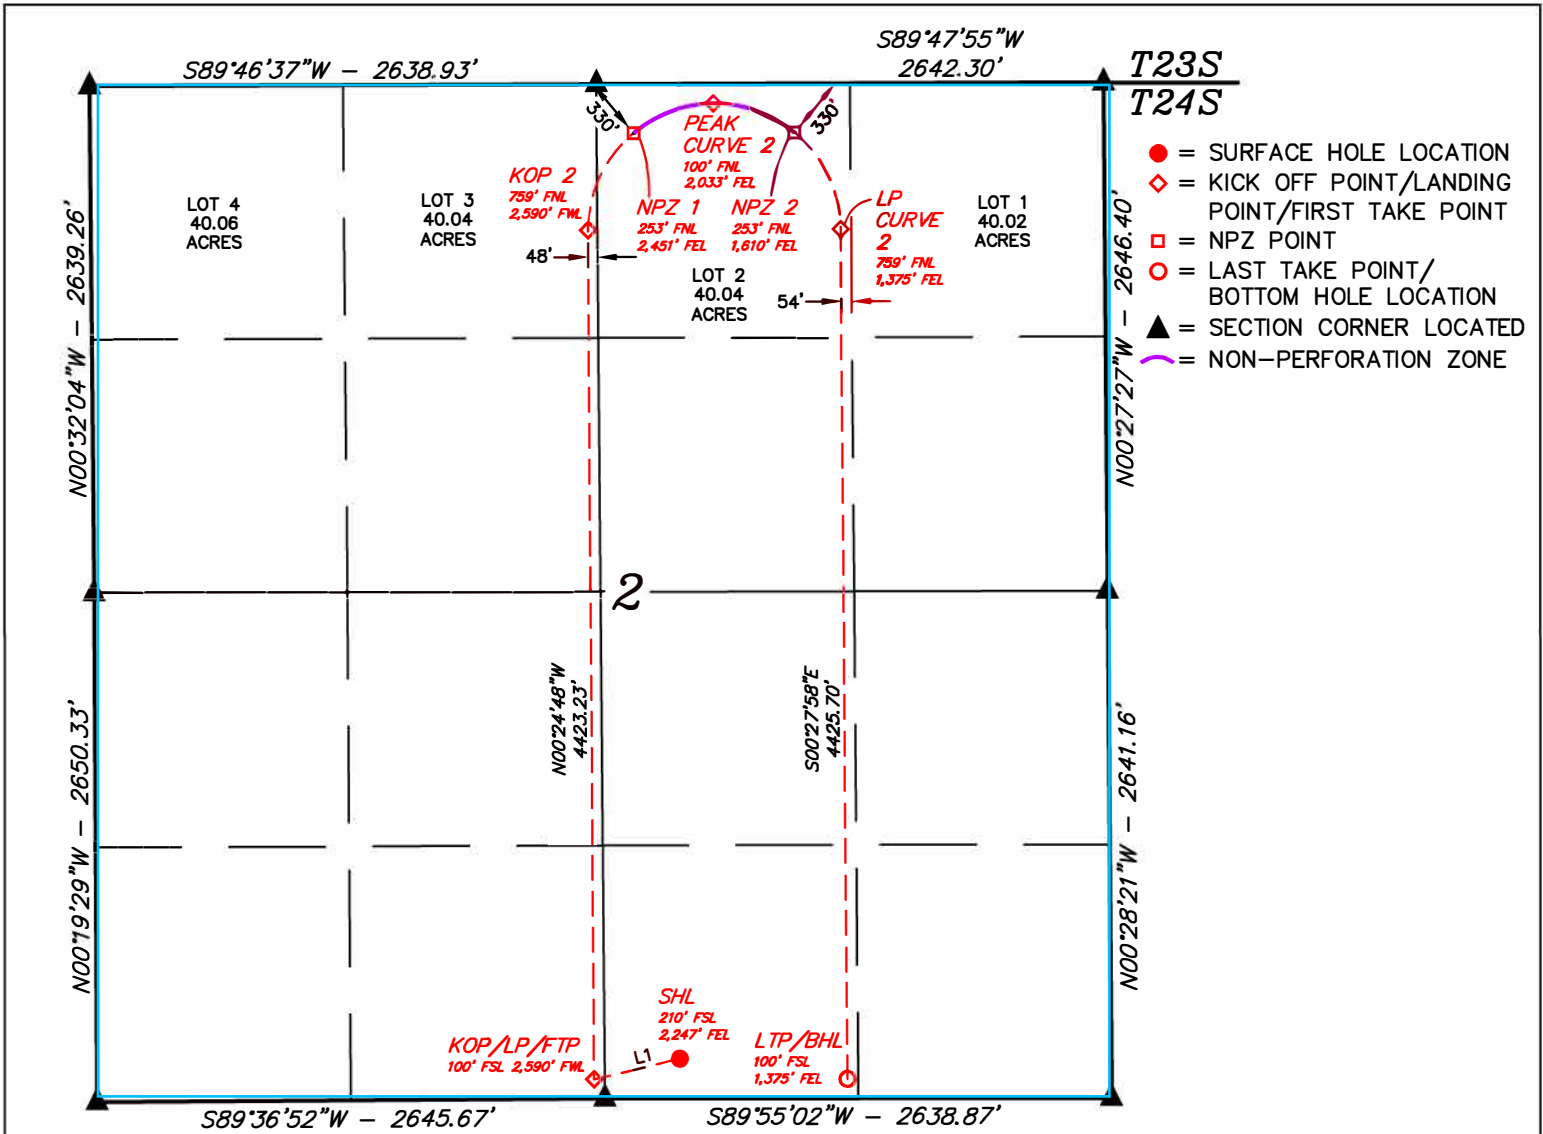 S89°47'55"W
2642.30'
S89°46'37"W - 2638.93'
T23S
T24S
330'
330'
PEAK
CURVE 2
100' FNL
2,033' FEL
● = SURFACE HOLE LOCATION
◇ = KICK OFF POINT/LANDING
POINT/FIRST TAKE POINT
□ = NPZ POINT
○ = LAST TAKE POINT/
BOTTOM HOLE LOCATION
▲ = SECTION CORNER LOCATED
= NON-PERFORATION ZONE
KOP 2
759' FNL
2,590' FWL
LOT 4
40.06
ACRES
LOT 3
40.04
ACRES
NPZ 1
253' FNL
2,451' FEL
NPZ 2
253' FNL
1,610' FEL
LP
CURVE
2
759' FNL
1,375' FEL
LOT 1
40.02
ACRES
48'
LOT 2
40.04
ACRES
54'
N00°32'04"W - 2639.26'
N00°27'27"W - 2646.40'
2
N00°24'48"W
4423.23'
S00°27'58"E
4425.70'
N00°19'29"W - 2650.33'
N00°28'21"W - 2641.16'
SHL
210' FSL
2,247' FEL
KOP/LP/FTP
100' FSL 2,590' FWL
L1
LTP/BHL
100' FSL
1,375' FEL
S89°36'52"W - 2645.67'
S89°55'02"W - 2638.87'